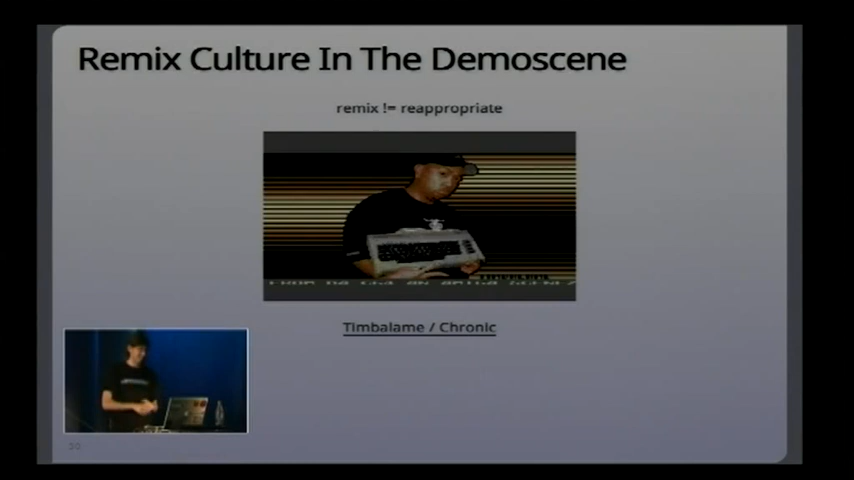 Remix Culture In The Demoscene
remix != reappropriate
Timbalame / Chronic